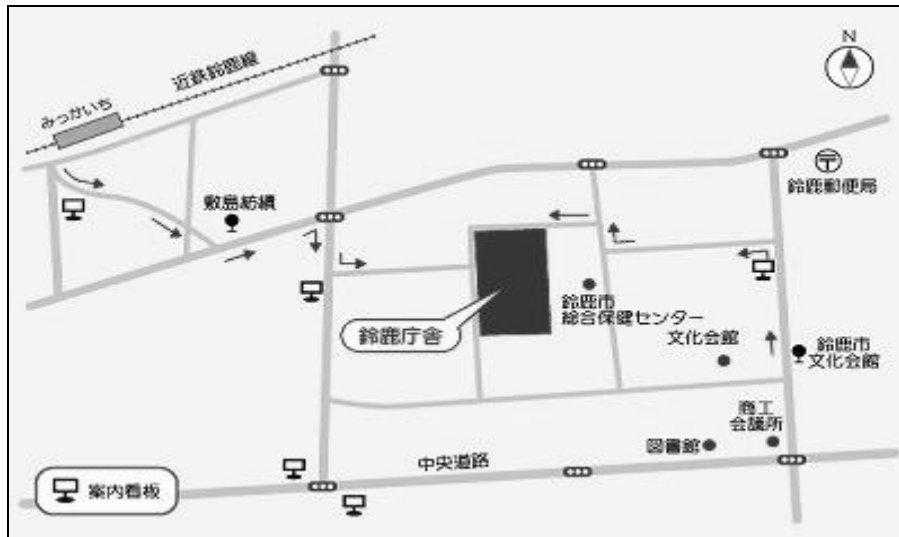 N
近鉄鈴鹿線
みっかいち
鈴鹿郵便局
敷島紡績
鈴鹿市
総合保健センター
鈴鹿庁舎
文化会館
鈴鹿市
文化会館
商工
会議所
図書館
中央道路
案内看板